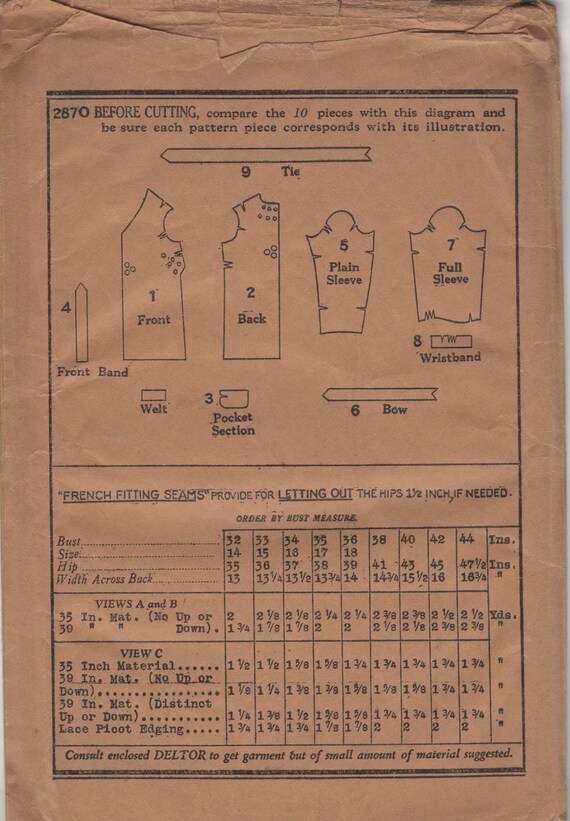 2870 BEFORE CUTTING, compare the 10 pieces with this diagram and
be sure each pattern piece corresponds with its illustration.
9 Tie
4
Front Band
1
Front
2
Back
5
Plain
Sleeve
7
Full
Sleeve
8
Wristband
Welt
3
Pocket
Section
6 Bow
"FRENCH FITTING SEAMS" PROVIDE FOR LETTING OUT THE HIPS 1½ INCH, IF NEEDED.
ORDER BY BUST MEASURE.
Bust 32 33 34 35 36 38 40 42 44 Ins.
Size 14 15 16 17 18
Hip 35 36 37 38 39 41 43 45 47½ Ins.
Width Across Back 13 13¼ 13½ 13¾ 14 14¾ 15½ 16 16¾ "
VIEWS A and B
35 In. Mat. (No Up or 2 2⅛ 2⅛ 2¼ 2¼ 2⅜ 2⅜ 2½ 2½ Yds.
39 " " Down). 1¾ 1⅞ 1⅞ 2 2 2⅛ 2⅛ 2⅜ 2⅜ "
VIEW C
35 Inch Material...... 1½ 1½ 1⅝ 1⅝ 1¾ 1¾ 1¾ 1¾ 1¾ "
39 In. Mat. (No Up or
Down)................ 1⅛ 1¼ 1⅜ 1⅜ 1⅝ 1⅝ 1⅝ 1¾ 1¾ "
39 In. Mat. (Distinct
Up or Down).......... 1¼ 1⅜ 1½ 1⅝ 1⅝ 1¾ 1¾ 1¾ 1¾ "
Lace Picot Edging..... 1¾ 1¾ 1¾ 1⅞ 1⅞ 2 2 2 2 "
Consult enclosed DELTOR to get garment out of small amount of material suggested.